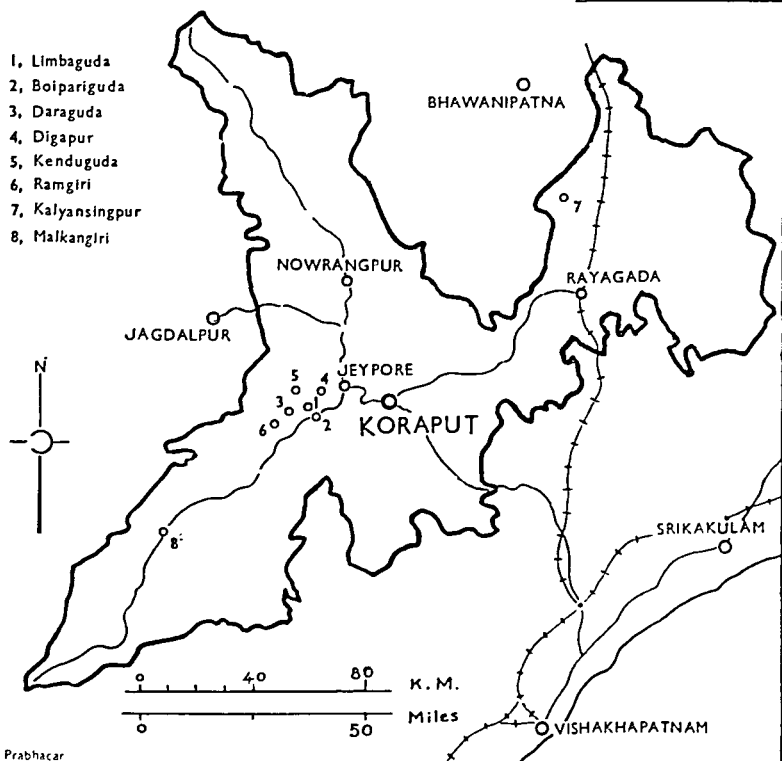 1, Limbaguda
2, Boipariguda
3, Daraguda
4, Digapur
5, Kenduguda
6, Ramgiri
7, Kalyansingpur
8, Malkangiri
BHAWANIPATNA
7
NOWRANGPUR
RAYAGADA
JAGDALPUR
JEYPORE
N
5
4
3
1
KORAPUT
6
2
8
SRIKAKULAM
0 40 80
K.M.
Miles
0 50
VISHAKHAPATNAM
Prabhacar